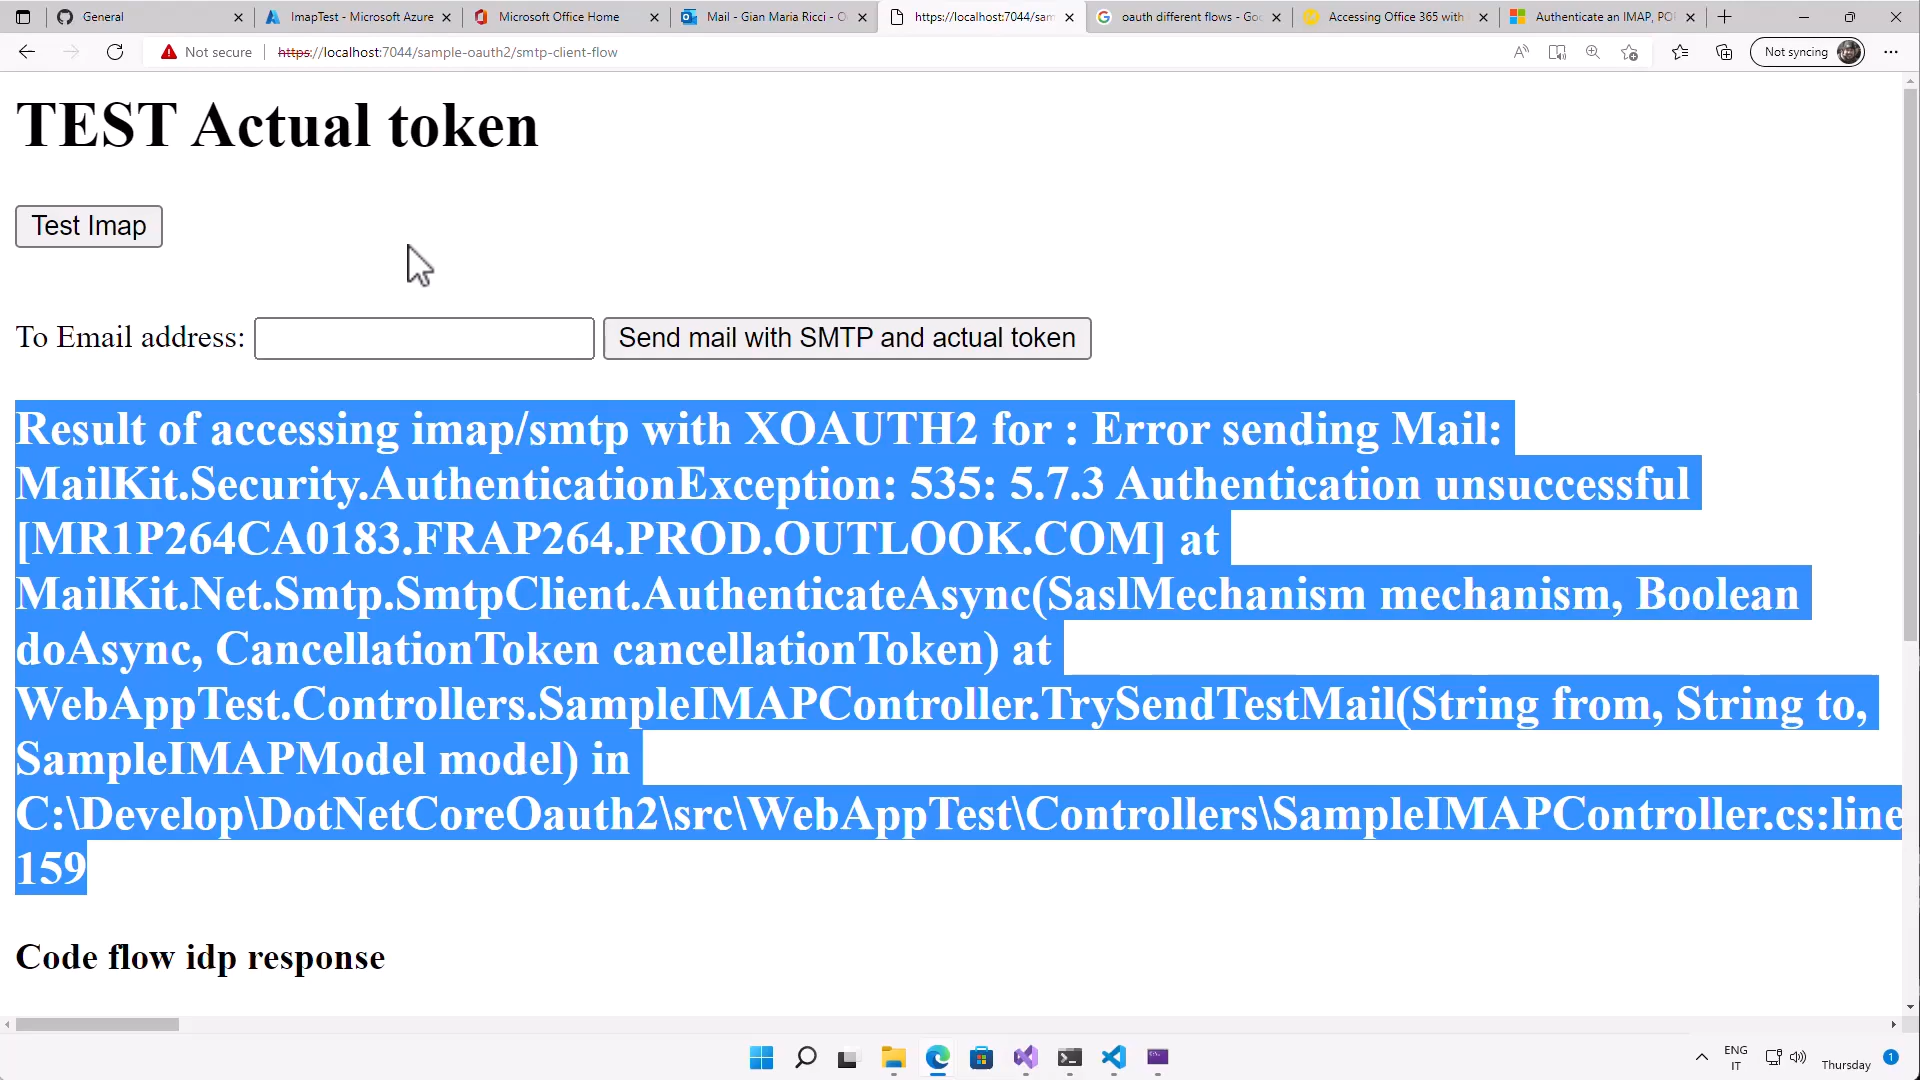 General
ImapTest - Microsoft Azure
Microsoft Office Home
Mail - Gian Maria Ricci - O
https://localhost:7044/sam
oauth different flows - Goo
Accessing Office 365 with
Authenticate an IMAP, PO
Not secure
https://localhost:7044/sample-oauth2/smtp-client-flow
Not syncing
TEST Actual token
Test Imap
To Email address:
Send mail with SMTP and actual token
Result of accessing imap/smtp with XOAUTH2 for : Error sending Mail:
MailKit.Security.AuthenticationException: 535: 5.7.3 Authentication unsuccessful
[MR1P264CA0183.FRAP264.PROD.OUTLOOK.COM] at
MailKit.Net.Smtp.SmtpClient.AuthenticateAsync(SaslMechanism mechanism, Boolean
doAsync, CancellationToken cancellationToken) at
WebAppTest.Controllers.SampleIMAPController.TrySendTestMail(String from, String to,
SampleIMAPModel model) in
C:\Develop\DotNetCoreOauth2\src\WebAppTest\Controllers\SampleIMAPController.cs:line
159
Code flow idp response
ENG
IT
Thursday
1